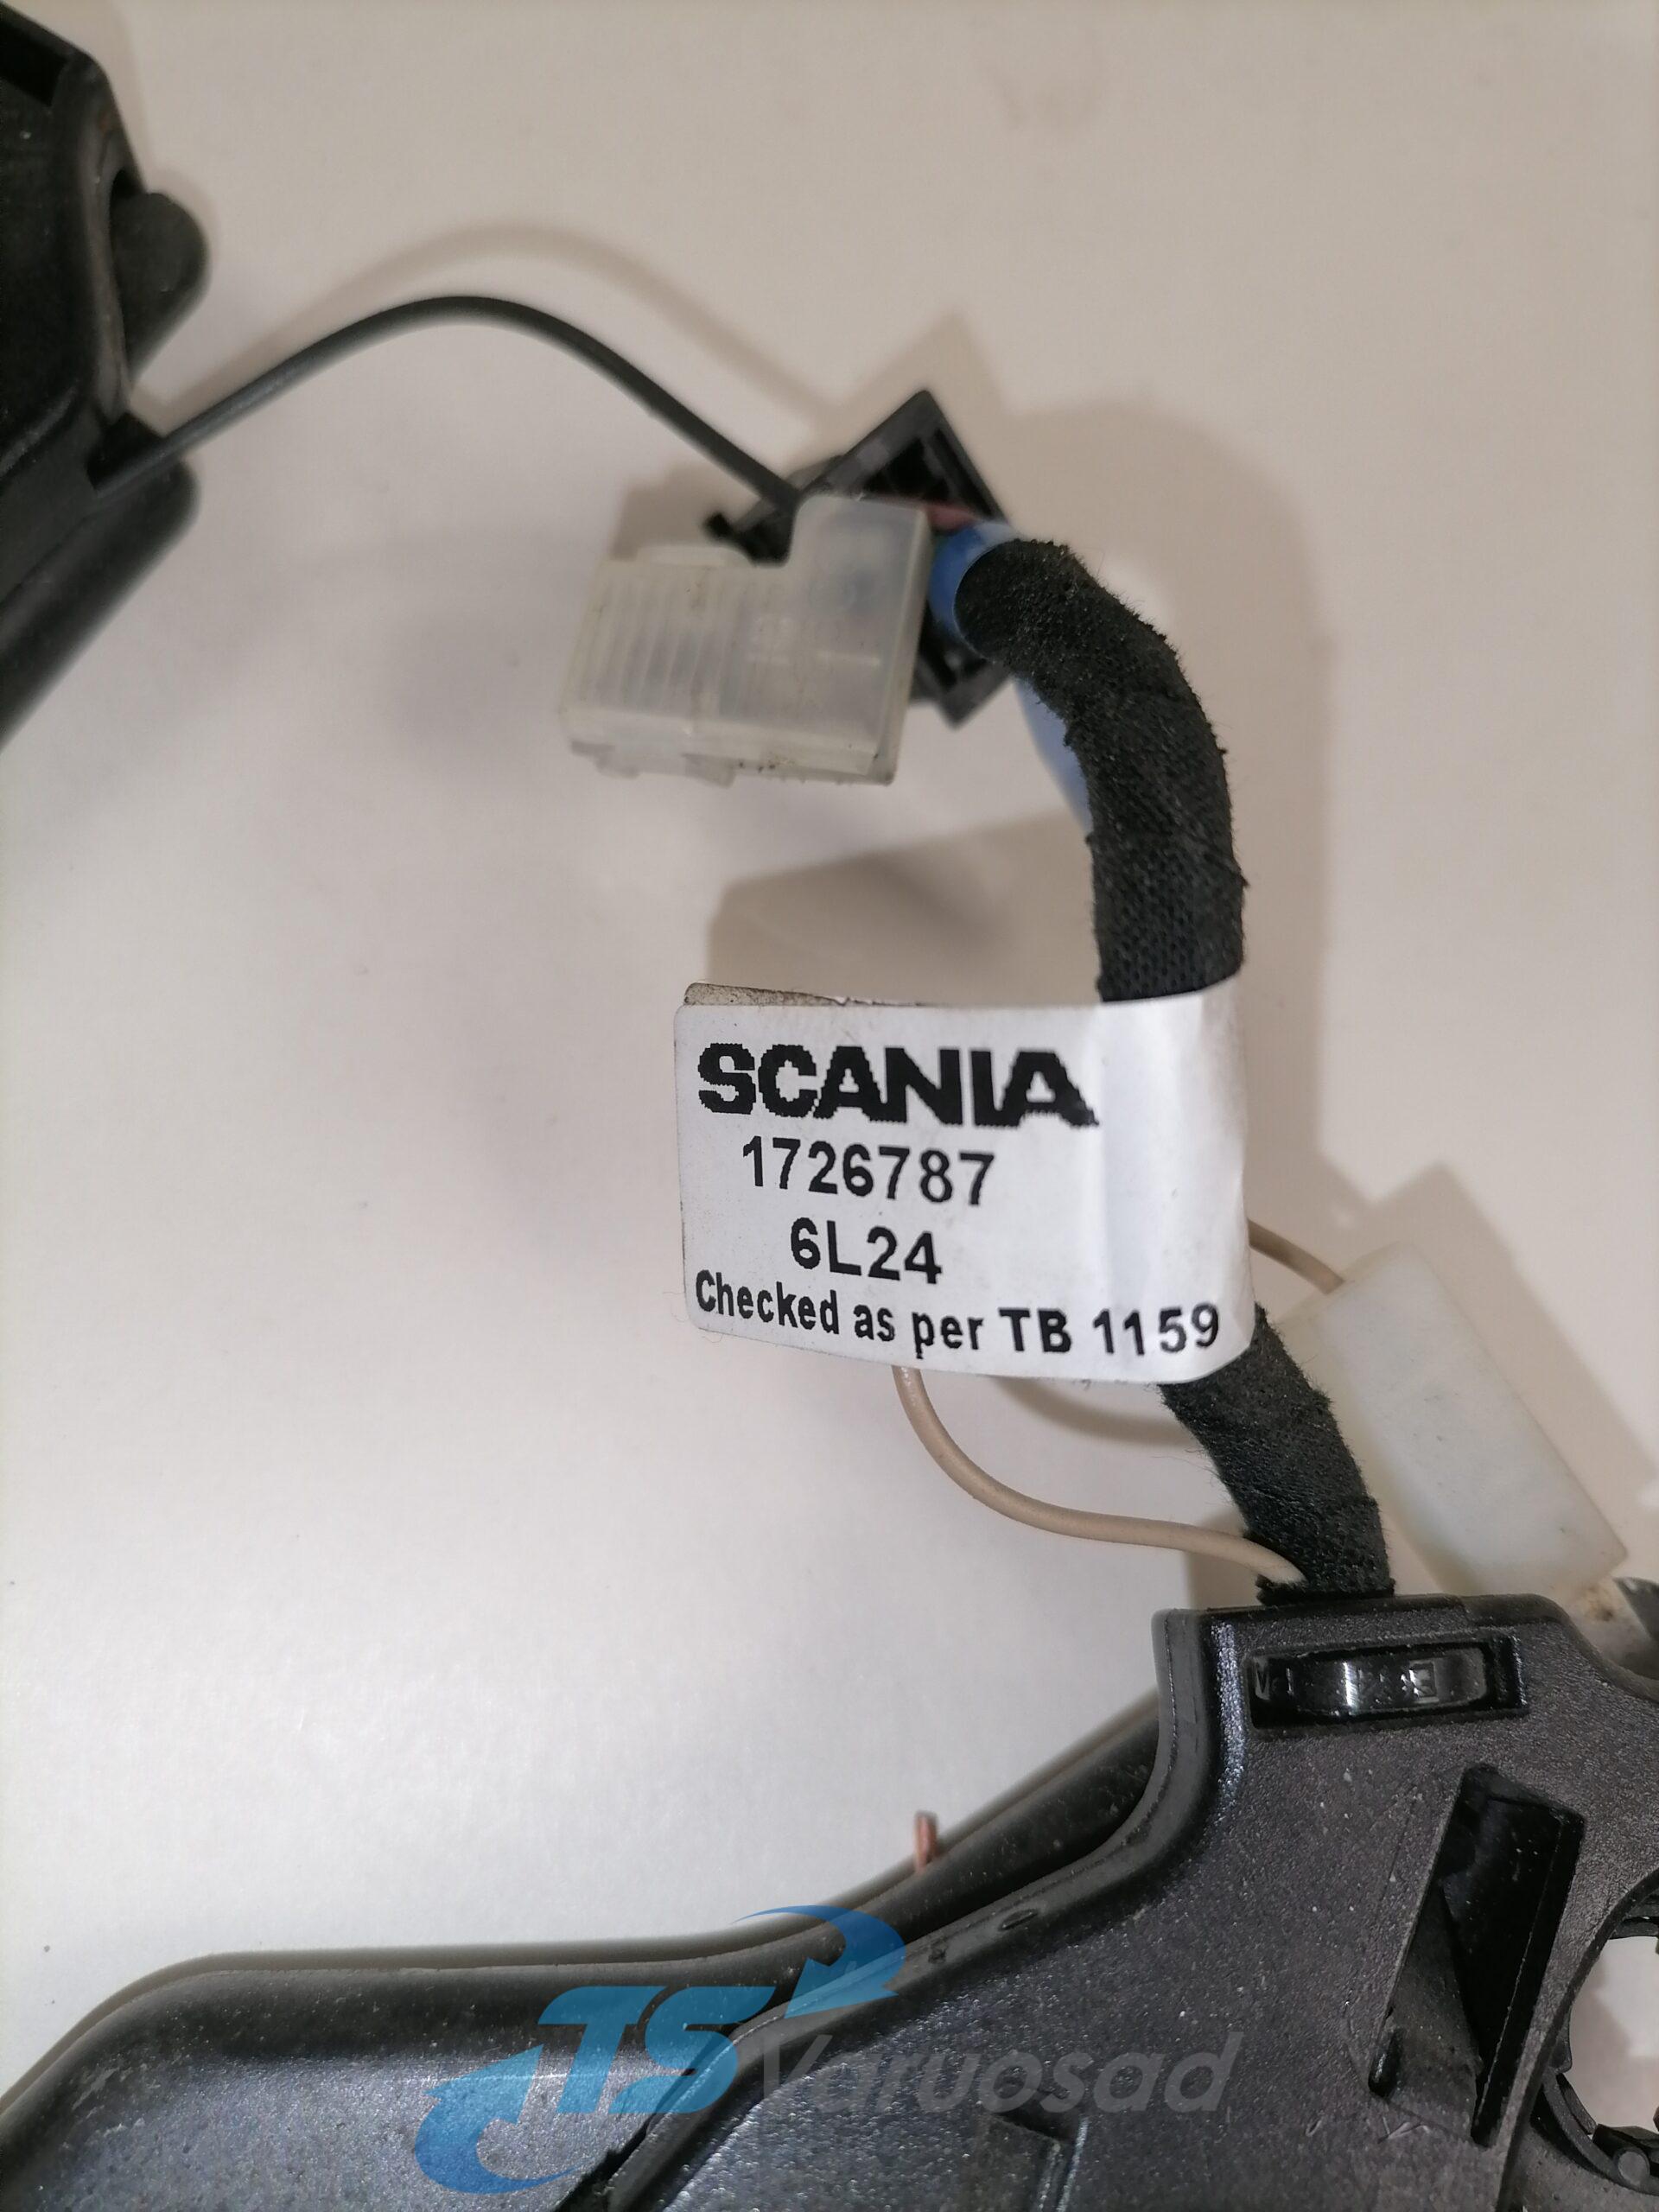 SCANIA
1726787
6L24
Checked as per TB 1159
TS Varuosad